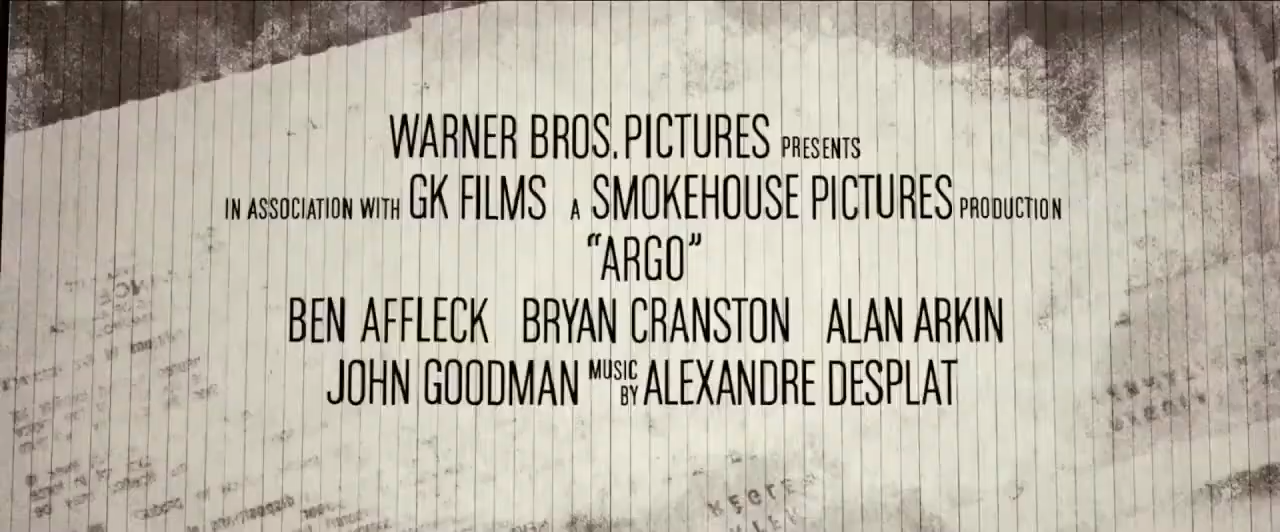 WARNER BROS. PICTURES PRESENTS
IN ASSOCIATION WITH GK FILMS A SMOKEHOUSE PICTURES PRODUCTION
"ARGO"
BEN AFFLECK BRYAN CRANSTON ALAN ARKIN
JOHN GOODMAN MUSIC BY ALEXANDRE DESPLAT